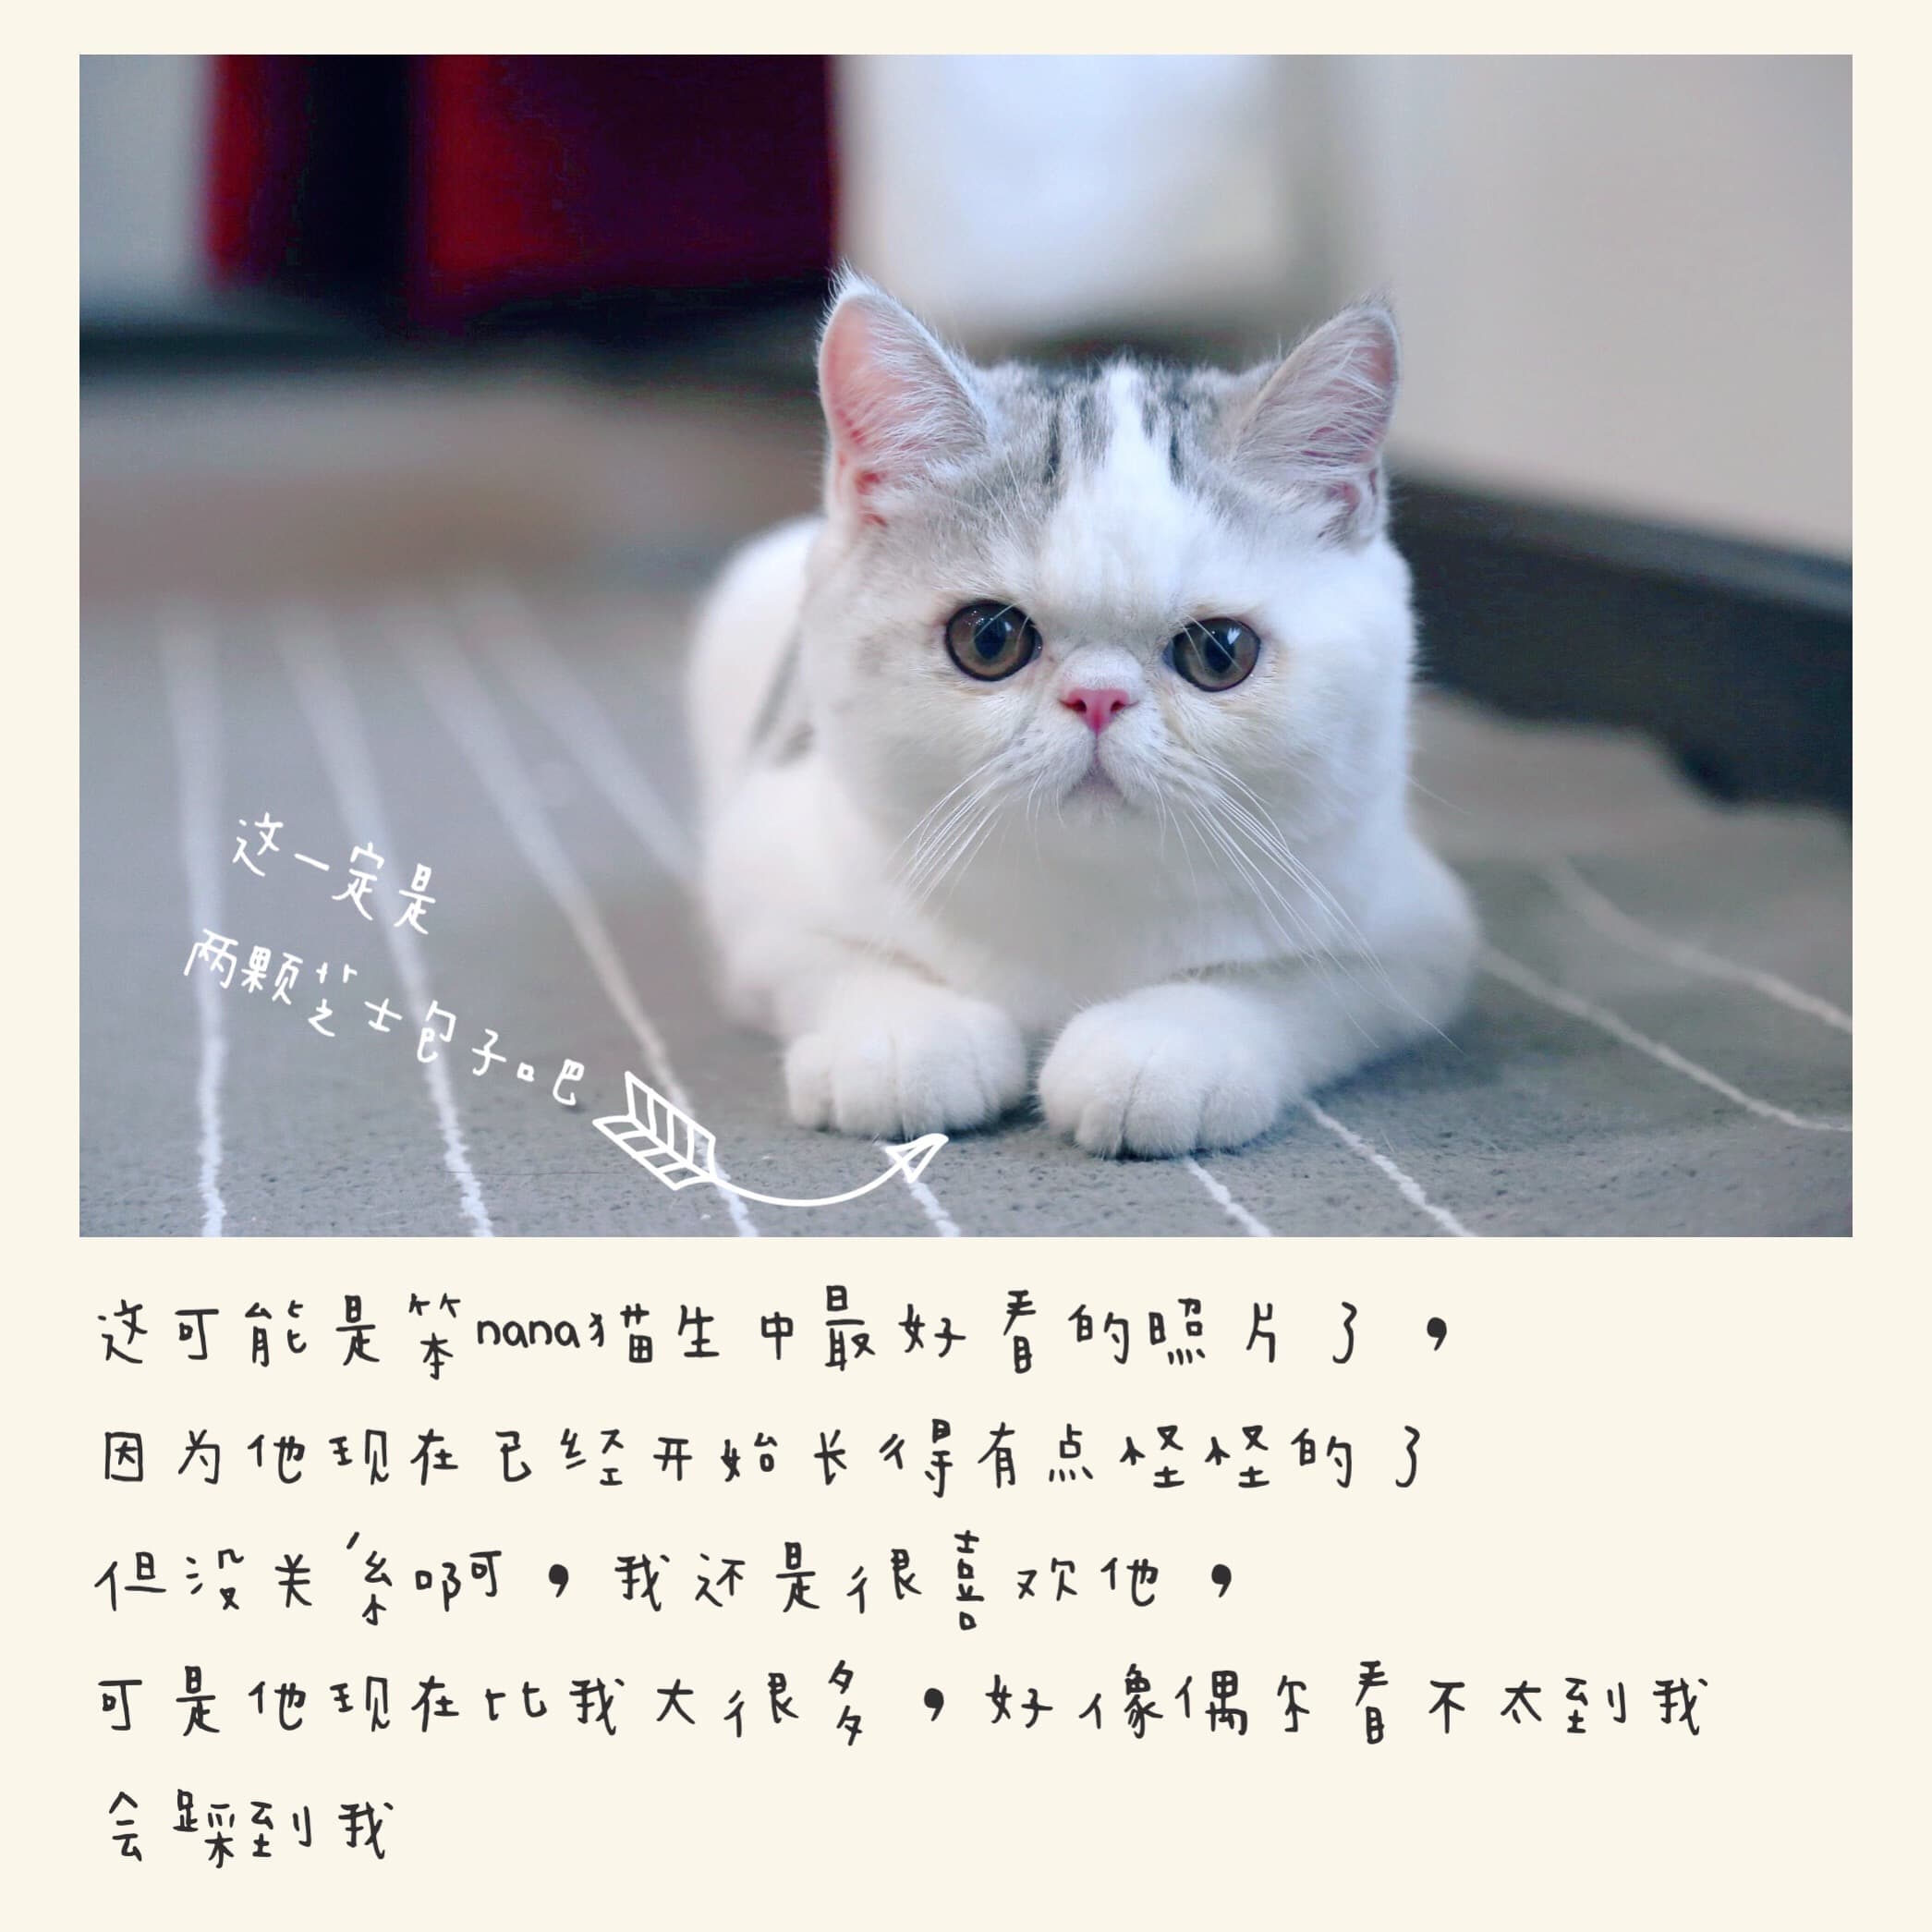 这一定是
两颗芝士包子吧
这可能是笨nana猫生中最好看的照片了，
因为他现在已经开始长得有点怪怪的了
但没关系啊，我还是很喜欢他，
可是他现在比我大很多，好像偶尔看不太到我
会踩到我